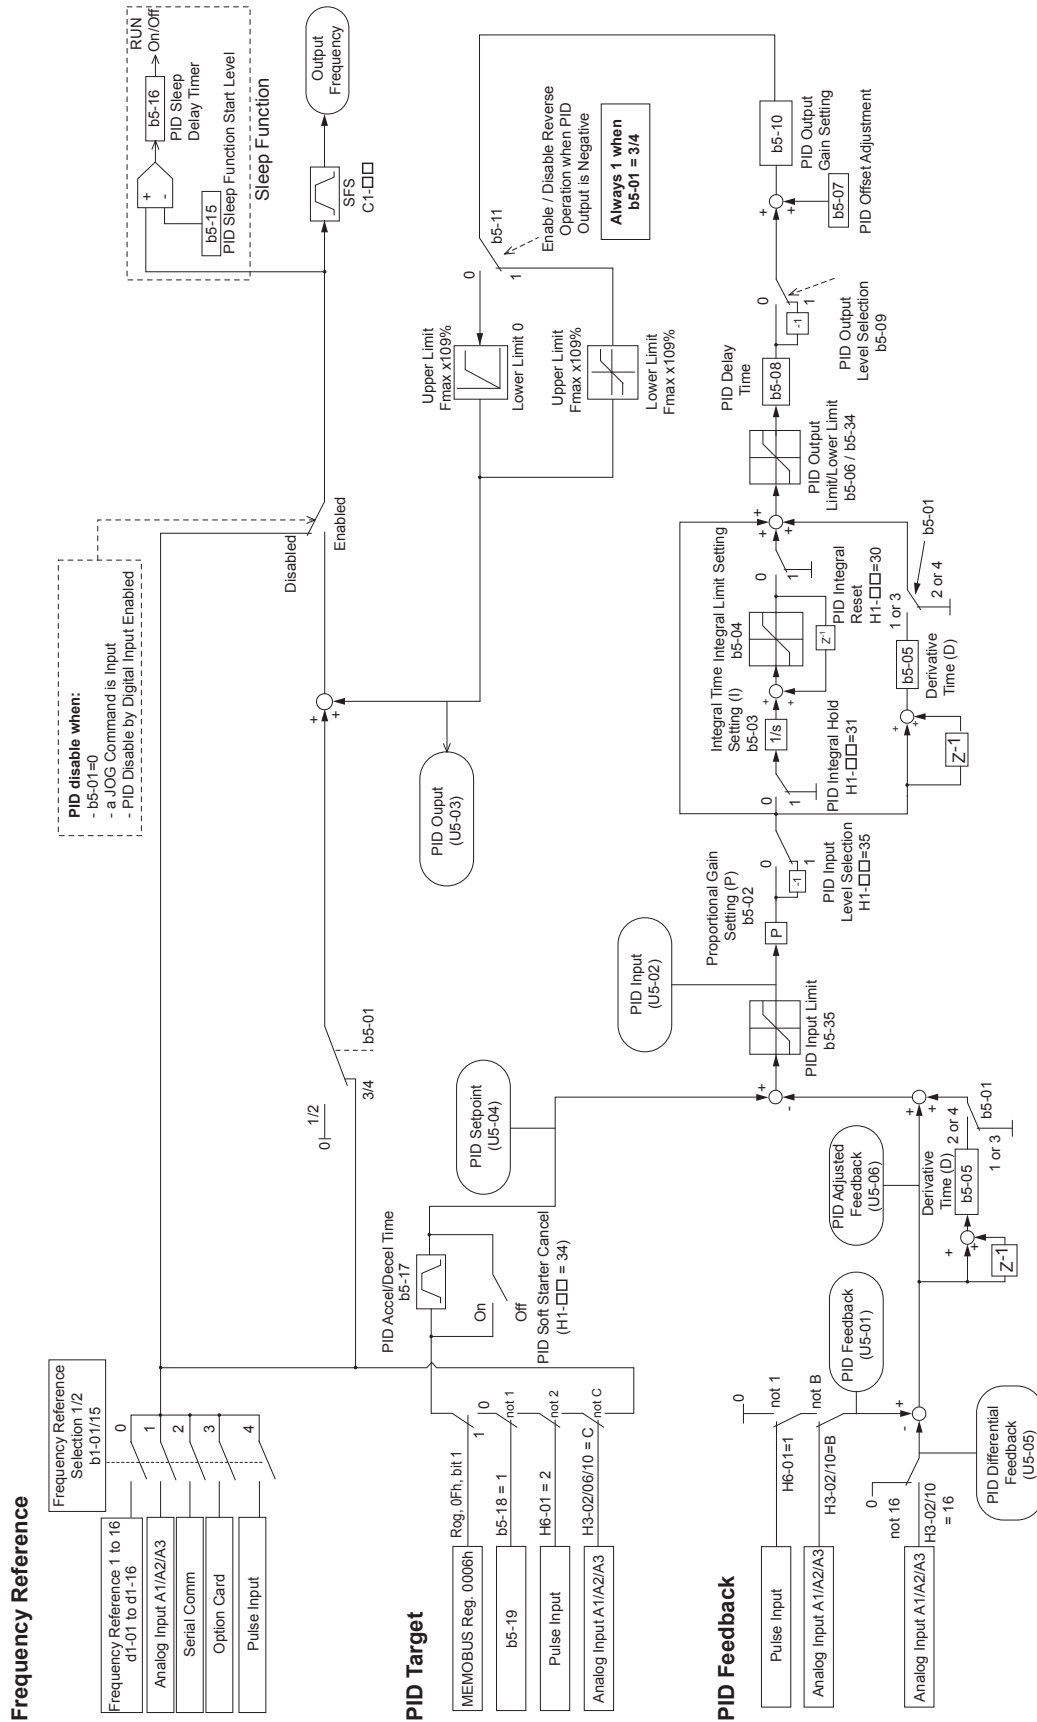 Frequency Reference
Frequency Reference
Selection 1/2
b1-01/15
Frequency Reference 1 to 16
d1-01 to d1-16
Analog Input A1/A2/A3
Serial Comm
Option Card
Pulse Input
0
1
2
3
4
PID disable when:
- b5-01=0
- a JOG Command is Input
- PID Disable by Digital Input Enabled
Disabled
Enabled
0
1/2
3/4
b5-01
+
+
RUN
On/Off
b5-16
PID Sleep
Delay Timer
+
-
b5-15
PID Sleep Function Start Level
Sleep Function
SFS
C1-□□
Output
Frequency
PID Target
MEMOBUS Reg. 0006h
b5-19
Pulse Input
Analog Input A1/A2/A3
Rog, 0Fh, bit 1
b5-18 = 1
H6-01 = 2
H3-02/06/10 = C
1
0
not 1
not 2
not C
PID Accel/Decel Time
b5-17
On
Off
PID Soft Starter Cancel
(H1-□□ = 34)
PID Setpoint
(U5-04)
PID Ouput
(U5-03)
Upper Limit
Fmax x109%
Lower Limit 0
Upper Limit
Fmax x109%
Lower Limit
Fmax x109%
0
1
b5-11
Enable / Disable Reverse
Operation when PID
Output is Negative
Always 1 when
b5-01 = 3/4
PID Input
(U5-02)
+
-
PID Input Limit
b5-35
Proportional Gain
Setting (P)
b5-02
P
0
-1
1
PID Input
Level Selection
H1-□□=35
0
1
PID Integral Hold
H1-□□=31
Integral Time
Setting (I)
b5-03
1/s
+
+
Integral Limit Setting
b5-04
Z-1
0
1
PID Integral
Reset
H1-□□=30
+
+
+
PID Output
Limit/Lower Limit
b5-06 / b5-34
PID Delay
Time
b5-08
0
-1
1
PID Output
Level Selection
b5-09
+
+
b5-07
PID Offset Adjustment
b5-10
PID Output
Gain Setting
Z-1
+
+
b5-05
Derivative
Time (D)
1 or 3
2 or 4
b5-01
PID Feedback
Pulse Input
Analog Input A1/A2/A3
Analog Input A1/A2/A3
H6-01=1
H3-02/10=B
0
not 1
not B
0
not 16
H3-02/10
= 16
+
-
PID Feedback
(U5-01)
PID Differential
Feedback
(U5-05)
PID Adjusted
Feedback
(U5-06)
Z-1
+
+
Derivative
Time (D)
b5-05
2 or 4
1 or 3
b5-01
+
+